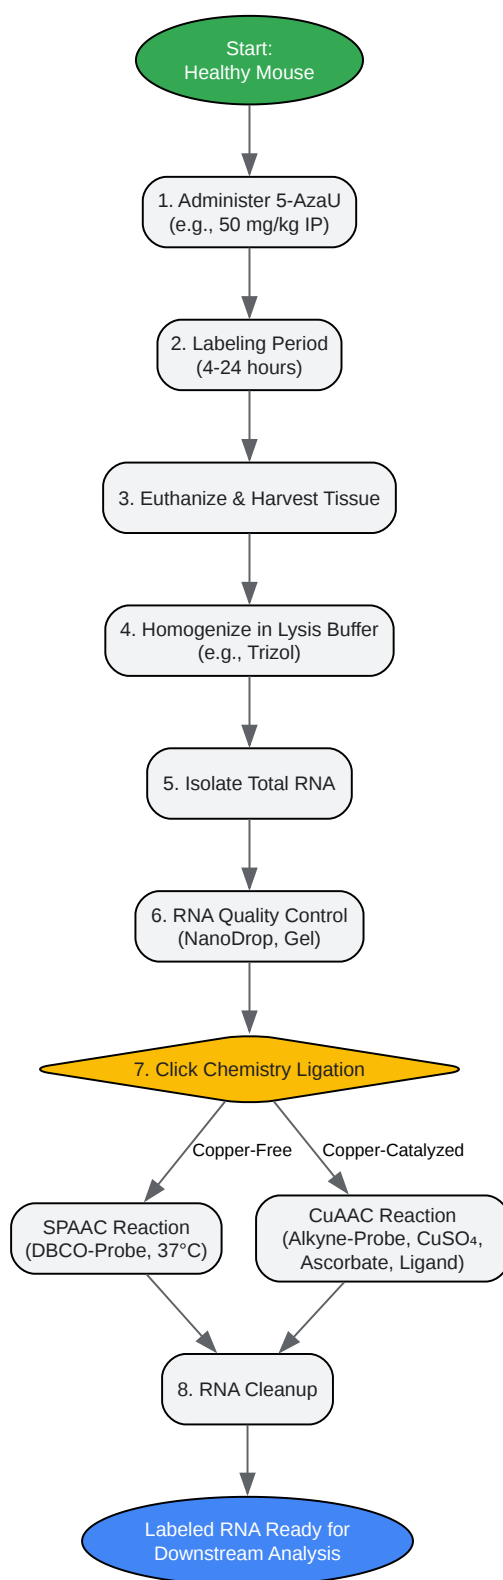 Start:
Healthy Mouse
1. Administer 5-AzaU
(e.g., 50 mg/kg IP)
2. Labeling Period
(4-24 hours)
3. Euthanize & Harvest Tissue
4. Homogenize in Lysis Buffer
(e.g., Trizol)
5. Isolate Total RNA
6. RNA Quality Control
(NanoDrop, Gel)
7. Click Chemistry Ligation
Copper-Free
Copper-Catalyzed
SPAAC Reaction
(DBCO-Probe, 37°C)
CuAAC Reaction
(Alkyne-Probe, CuSO₄,
Ascorbate, Ligand)
8. RNA Cleanup
Labeled RNA Ready for
Downstream Analysis